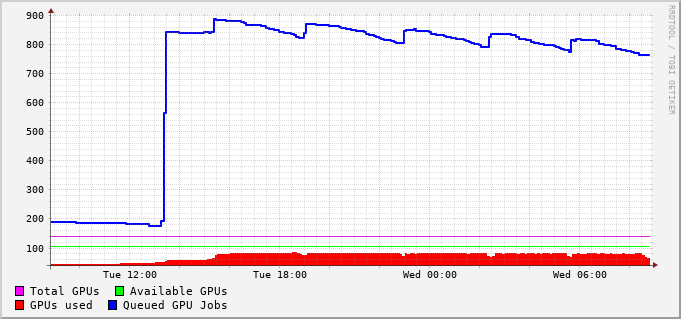 900
800
700
600
500
400
300
200
100
Tue 12:00 Tue 18:00 Wed 00:00 Wed 06:00
Total GPUs Available GPUs
GPUs used Queued GPU Jobs
RRDTOOL / TOBI OETIKER